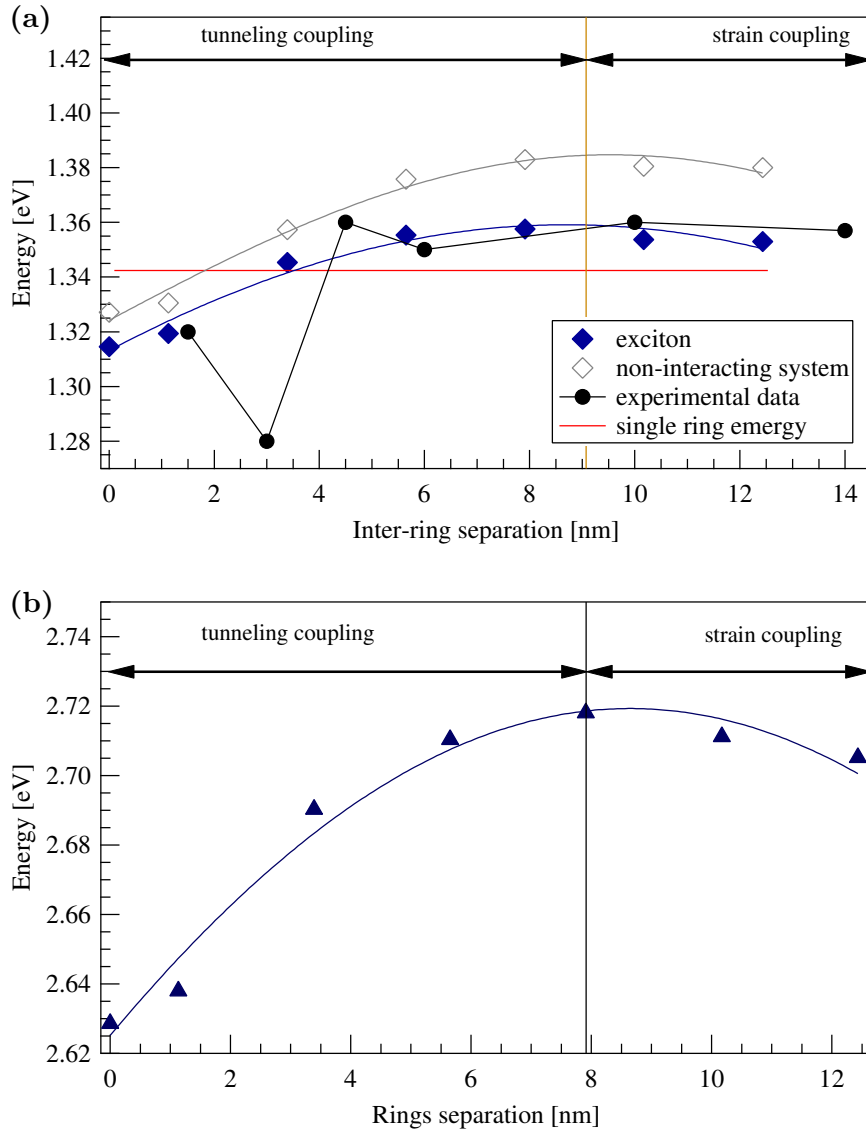 (a)
tunneling coupling
strain coupling
1.42
1.40
1.38
1.36
1.34
1.32
1.30
1.28
Energy [eV]
exciton
non-interacting system
experimental data
single ring emergy
0 2 4 6 8 10 12 14
Inter-ring separation [nm]
(b)
tunneling coupling
strain coupling
2.74
2.72
2.70
2.68
2.66
2.64
2.62
Energy [eV]
0 2 4 6 8 10 12
Rings separation [nm]